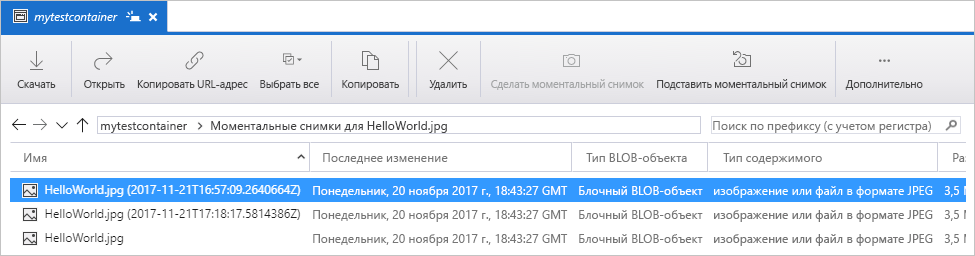 mytestcontainer
Скачать Открыть Копировать URL-адрес Выбрать все Копировать Удалить Сделать моментальный снимок Подставить моментальный снимок Дополнительно
mytestcontainer > Моментальные снимки для HelloWorld.jpg Поиск по префиксу (с учетом регистра)
Имя Последнее изменение Тип BLOB-объекта Тип содержимого Раз
HelloWorld.jpg (2017-11-21T16:57:09.2640664Z) Понедельник, 20 ноября 2017 г., 18:43:27 GMT Блочный BLOB-объект изображение или файл в формате JPEG 3,5 М
HelloWorld.jpg (2017-11-21T17:18:17.5814386Z) Понедельник, 20 ноября 2017 г., 18:43:27 GMT Блочный BLOB-объект изображение или файл в формате JPEG 3,5 М
HelloWorld.jpg Понедельник, 20 ноября 2017 г., 18:43:27 GMT Блочный BLOB-объект изображение или файл в формате JPEG 3,5 М